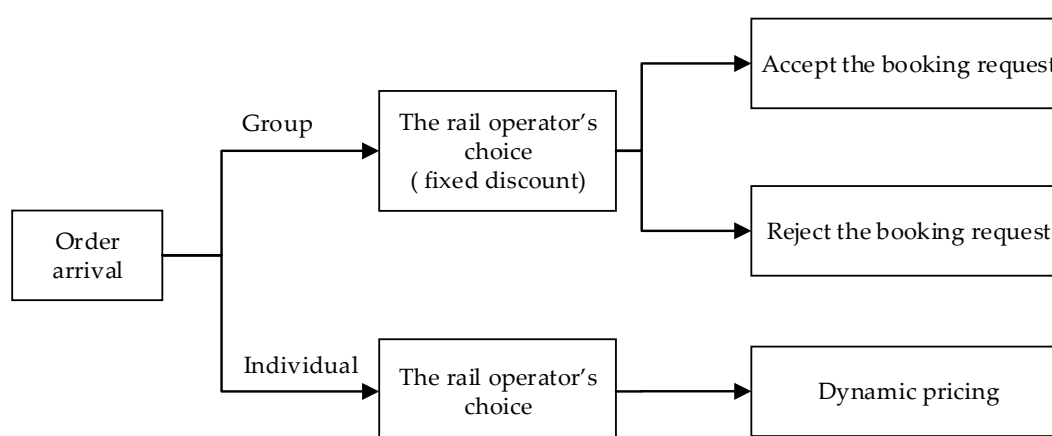 Accept the booking request
Group
The rail operator's
choice
( fixed discount)
Order
arrival
Reject the booking request
Individual
The rail operator's
choice
Dynamic pricing